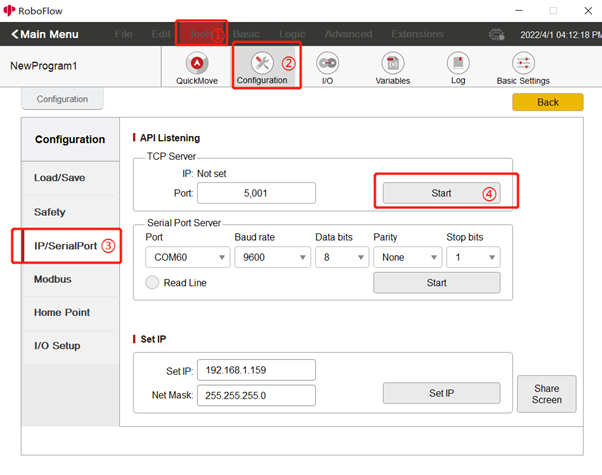 RoboFlow
Main Menu File Edit Tools ① Basic Logic Advanced Extensions 2022/4/1 04:12:18 PM
NewProgram1
QuickMove Configuration ② I/O Variables Log Basic Settings
Configuration
Back
Configuration
Load/Save
Safety
IP/SerialPort ③
Modbus
Home Point
I/O Setup
API Listening
TCP Server
IP: Not set
Port: 5,001
Start ④
Serial Port Server
Port Baud rate Data bits Parity Stop bits
COM60 9600 8 None 1
Read Line
Start
Set IP
Set IP: 192.168.1.159
Net Mask: 255.255.255.0
Set IP
Share
Screen